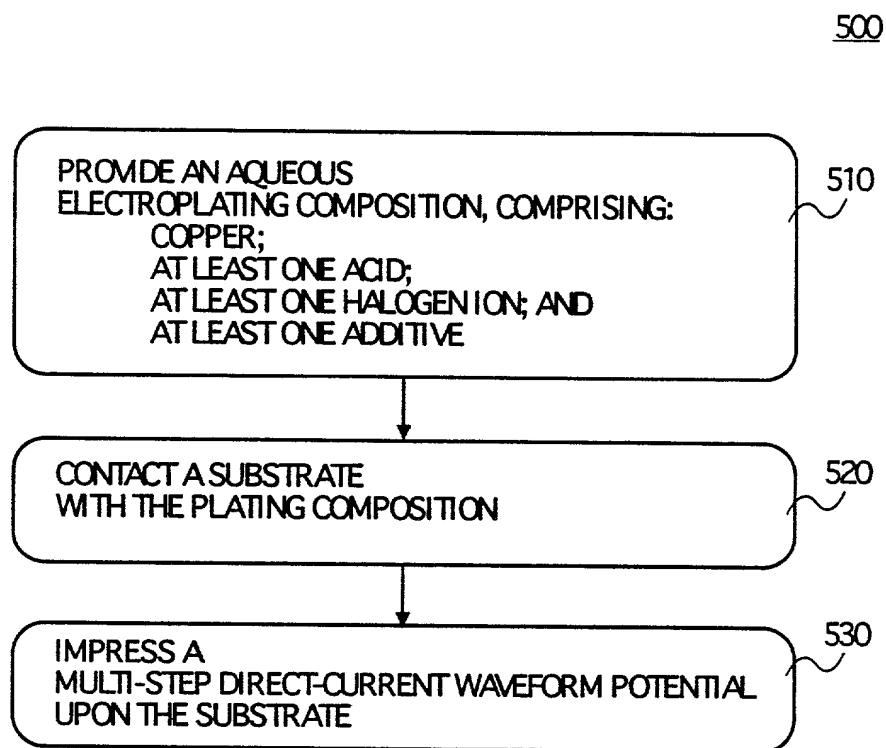 500
PROVIDE AN AQUEOUS
ELECTROPLATING COMPOSITION, COMPRISING:
COPPER;
AT LEAST ONE ACID;
AT LEAST ONE HALOGEN ION; AND
AT LEAST ONE ADDITIVE
510
CONTACT A SUBSTRATE
WITH THE PLATING COMPOSITION
520
IMPRESS A
MULTI-STEP DIRECT-CURRENT WAVEFORM POTENTIAL
UPON THE SUBSTRATE
530